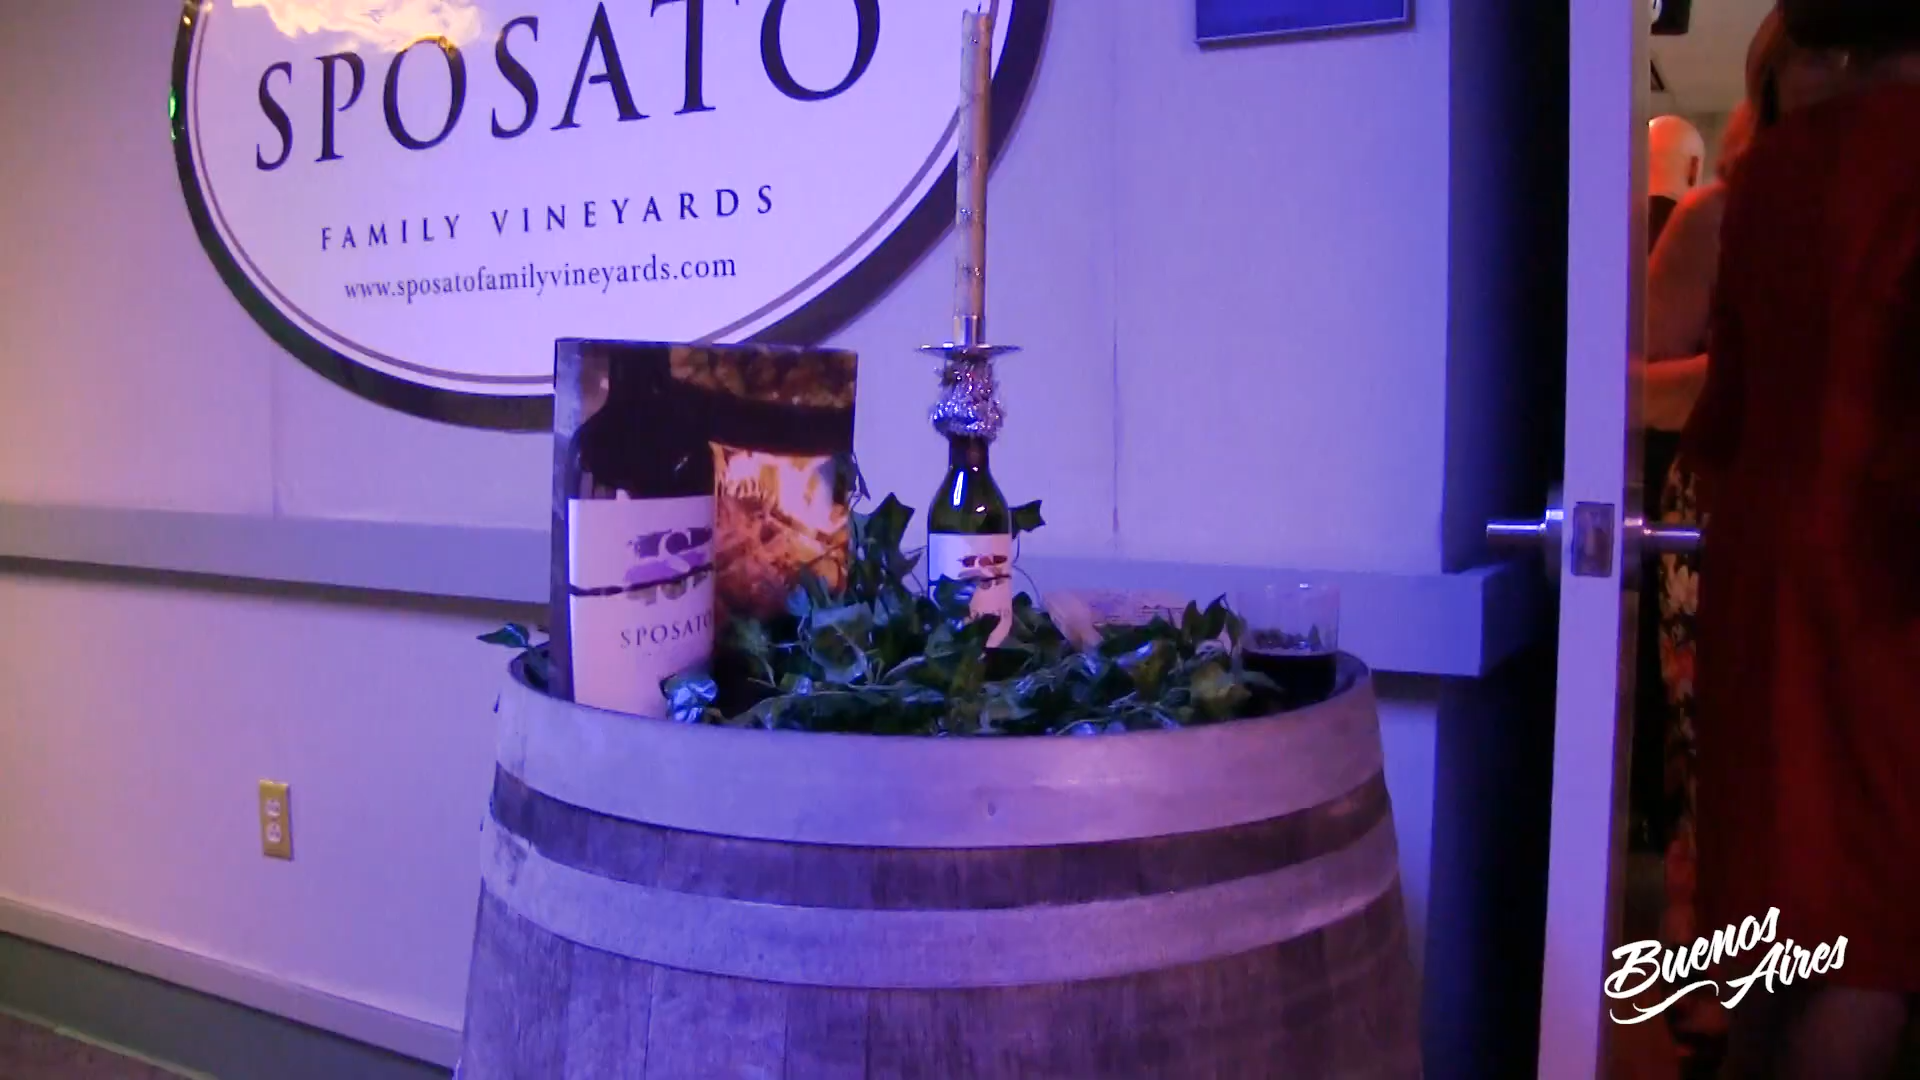 SPOSATO
FAMILY VINEYARDS
www.sposatofamilyvineyards.com
SPOSATO
Buenos
Aires